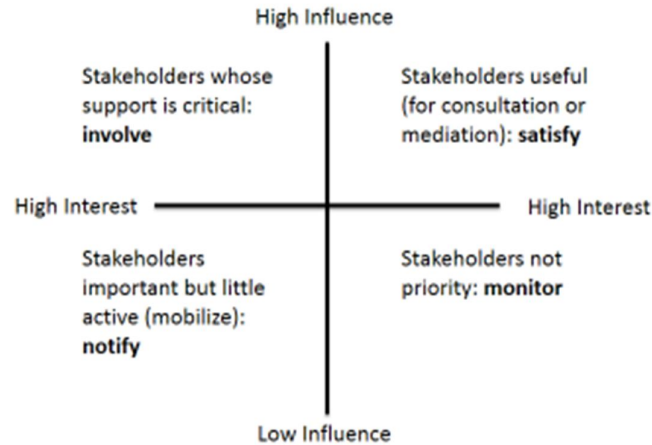 High Influence
Stakeholders whose
support is critical:
involve
Stakeholders useful
(for consultation or
mediation): satisfy
High Interest
High Interest
Stakeholders
important but little
active (mobilize):
notify
Stakeholders not
priority: monitor
Low Influence